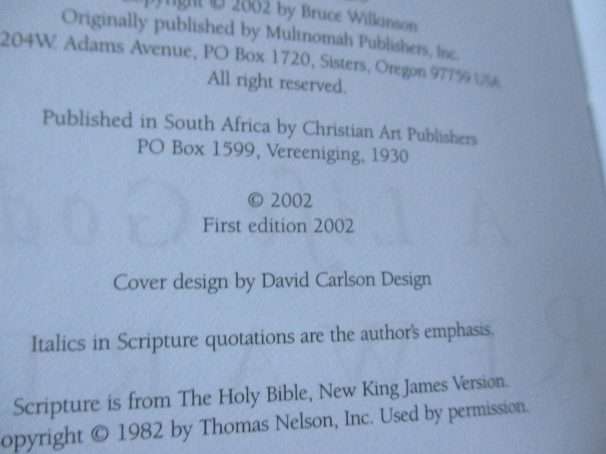 opyright © 2002 by Bruce Wilkinson
Originally published by Multnomah Publishers, Inc.
204W. Adams Avenue, PO Box 1720, Sisters, Oregon 97759 USA
All right reserved.
Published in South Africa by Christian Art Publishers
PO Box 1599, Vereeniging, 1930
© 2002
First edition 2002
Cover design by David Carlson Design
Italics in Scripture quotations are the author's emphasis.
Scripture is from The Holy Bible, New King James Version.
opyright © 1982 by Thomas Nelson, Inc. Used by permission.